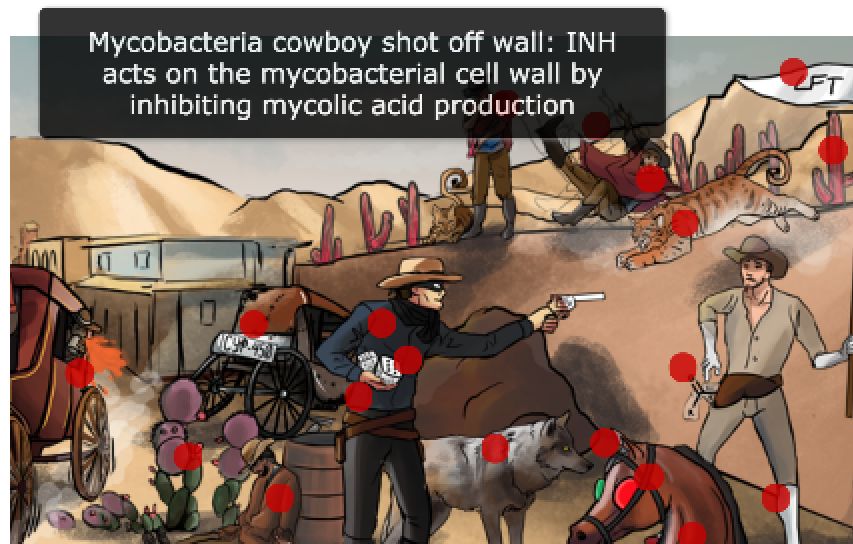 Mycobacteria cowboy shot off wall: INH
acts on the mycobacterial cell wall by
inhibiting mycolic acid production
LFT